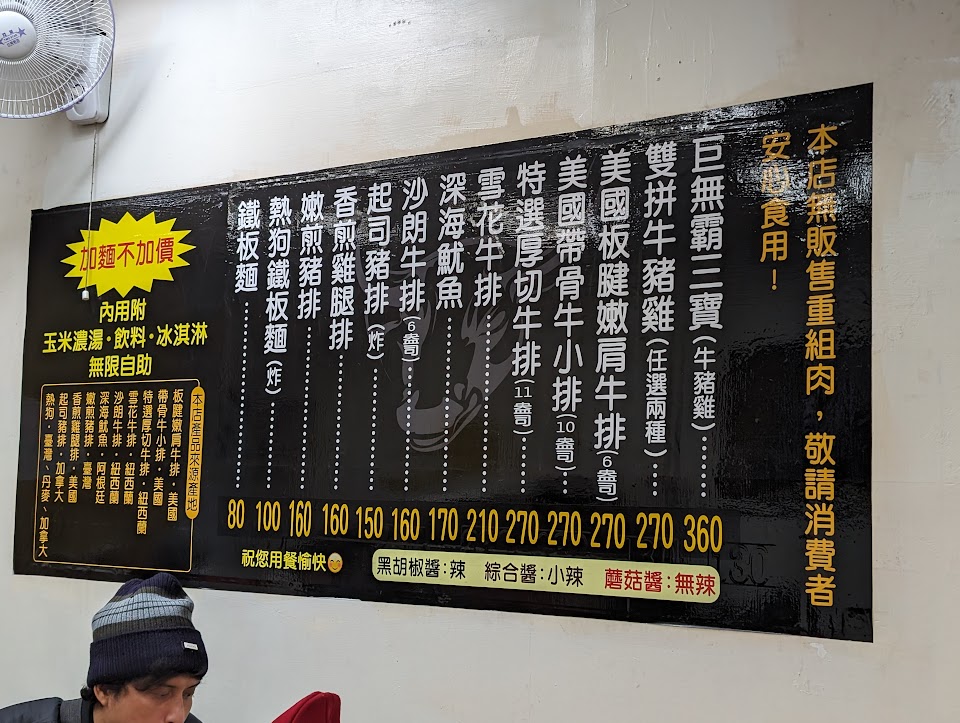 本店無販售重組肉，敬請消費者
安心食用！
巨無霸三寶(牛豬雞)……360
雙拼牛豬雞(任選兩種)…270
美國板腱嫩肩牛排(6盎司)270
美國帶骨牛小排(10盎司)…270
特選厚切牛排(11盎司)……270
雪花牛排……210
深海魷魚……170
沙朗牛排(6盎司)……160
起司豬排(炸)……150
香煎雞腿排……160
嫩煎豬排……160
熱狗鐵板麵(炸)……100
鐵板麵……80
加麵不加價
內用附
玉米濃湯・飲料・冰淇淋
無限自助
本店產品來源產地
板腱嫩肩牛排・美國
帶骨牛小排・美國
特選厚切牛排・紐西蘭
雪花牛排・紐西蘭
沙朗牛排・紐西蘭
深海魷魚・阿根廷
嫩煎豬排・臺灣
香煎雞腿排・美國
起司豬排・加拿大
熱狗・臺灣、丹麥、加拿大
祝您用餐愉快
黑胡椒醬：辣 綜合醬：小辣 蘑菇醬：無辣